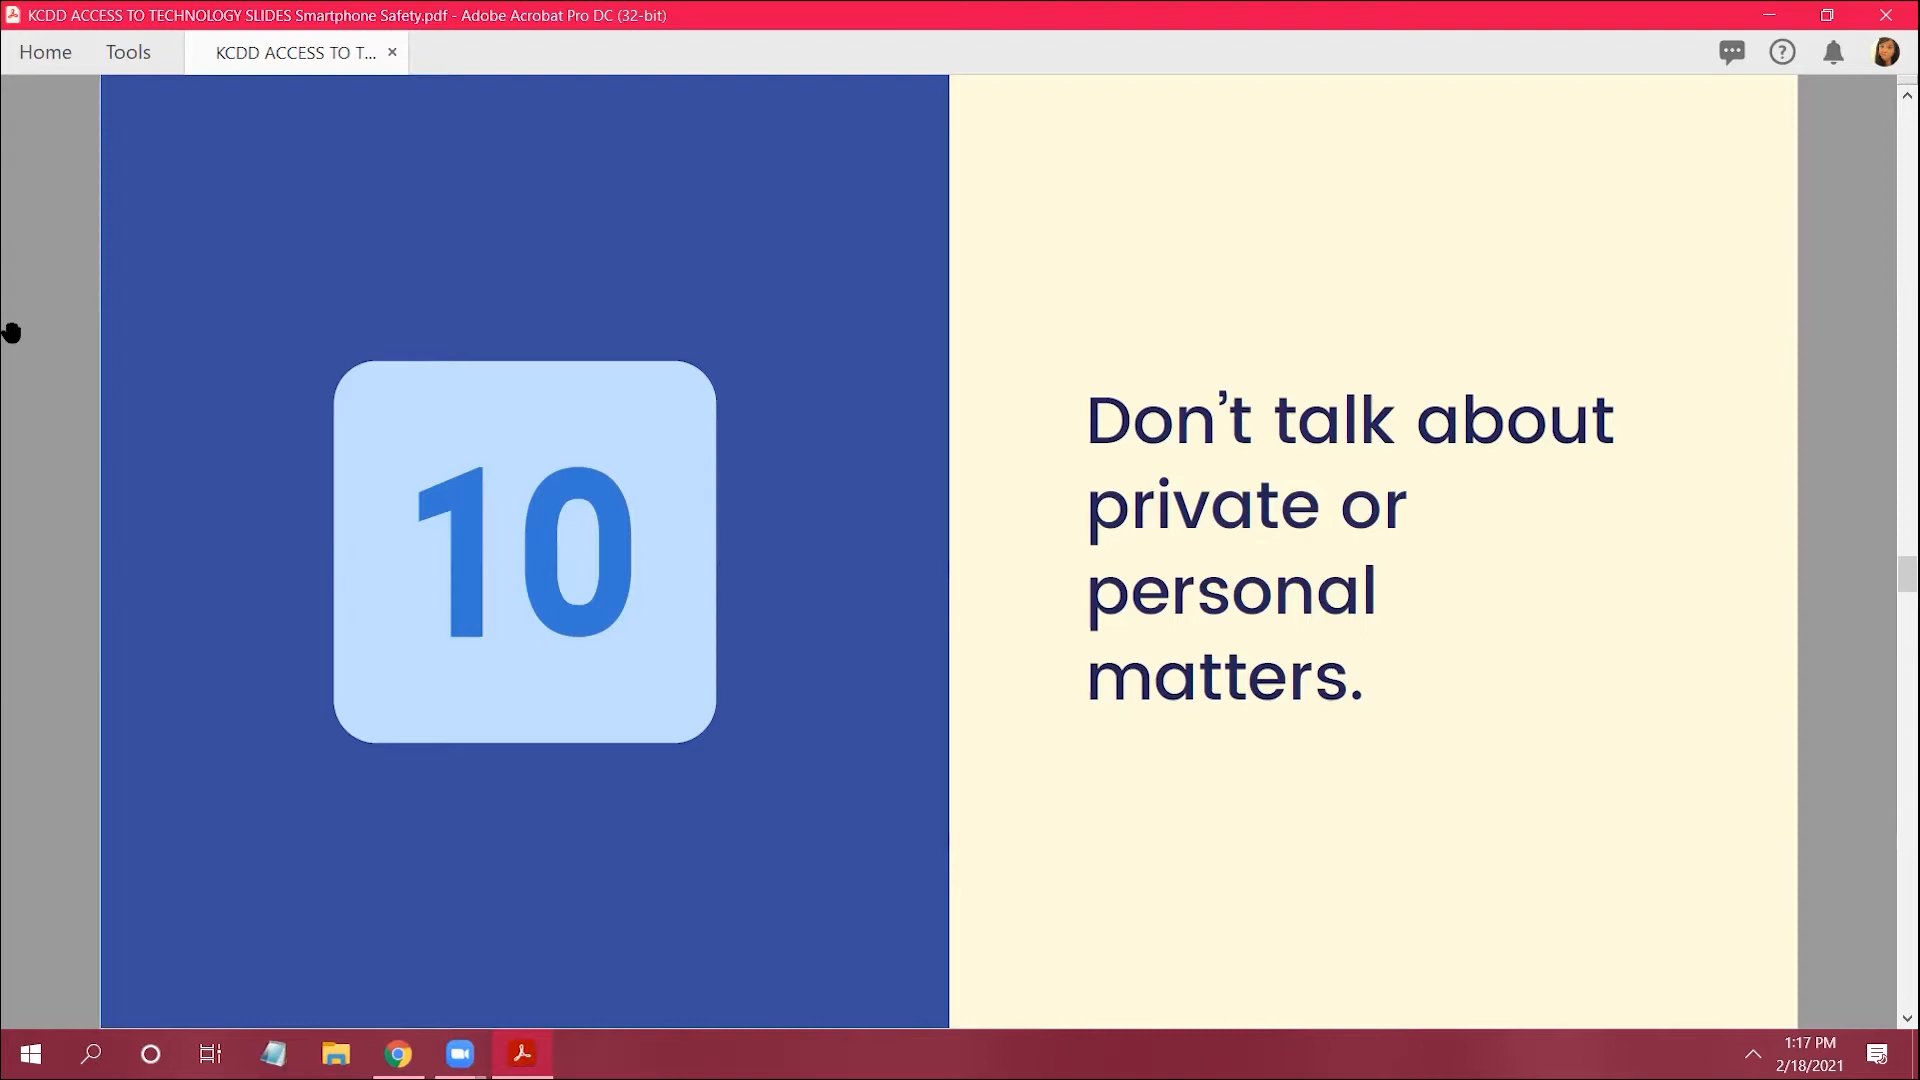 KCDD ACCESS TO TECHNOLOGY SLIDES Smartphone Safety.pdf - Adobe Acrobat Pro DC (32-bit)
Home Tools KCDD ACCESS TO T... ×
10
Don’t talk about
private or
personal
matters.
1:17 PM
2/18/2021